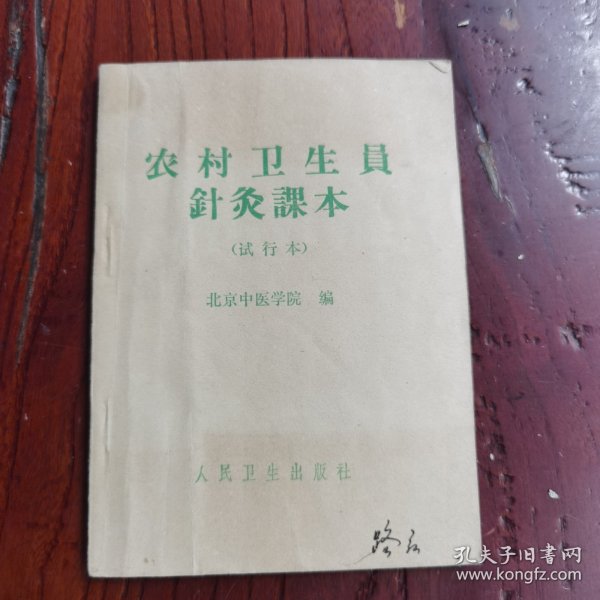 农村卫生員
針灸課本
（试行本）
北京中医学院 编
人民卫生出版社
孔夫子旧书网
www.kongfz.com